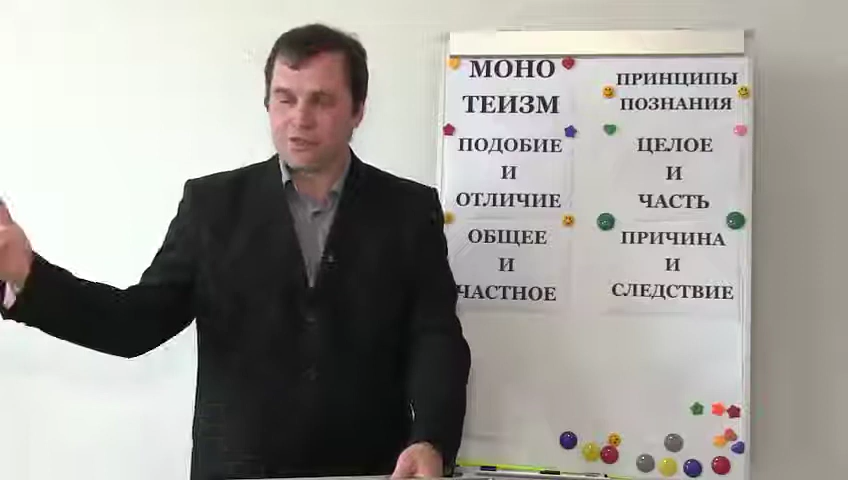 МОНО
ТЕИЗМ
ПОДОБИЕ
И
ОТЛИЧИЕ
ОБЩЕЕ
И
ЧАСТНОЕ
ПРИНЦИПЫ
ПОЗНАНИЯ
ЦЕЛОЕ
И
ЧАСТЬ
ПРИЧИНА
И
СЛЕДСТВИЕ